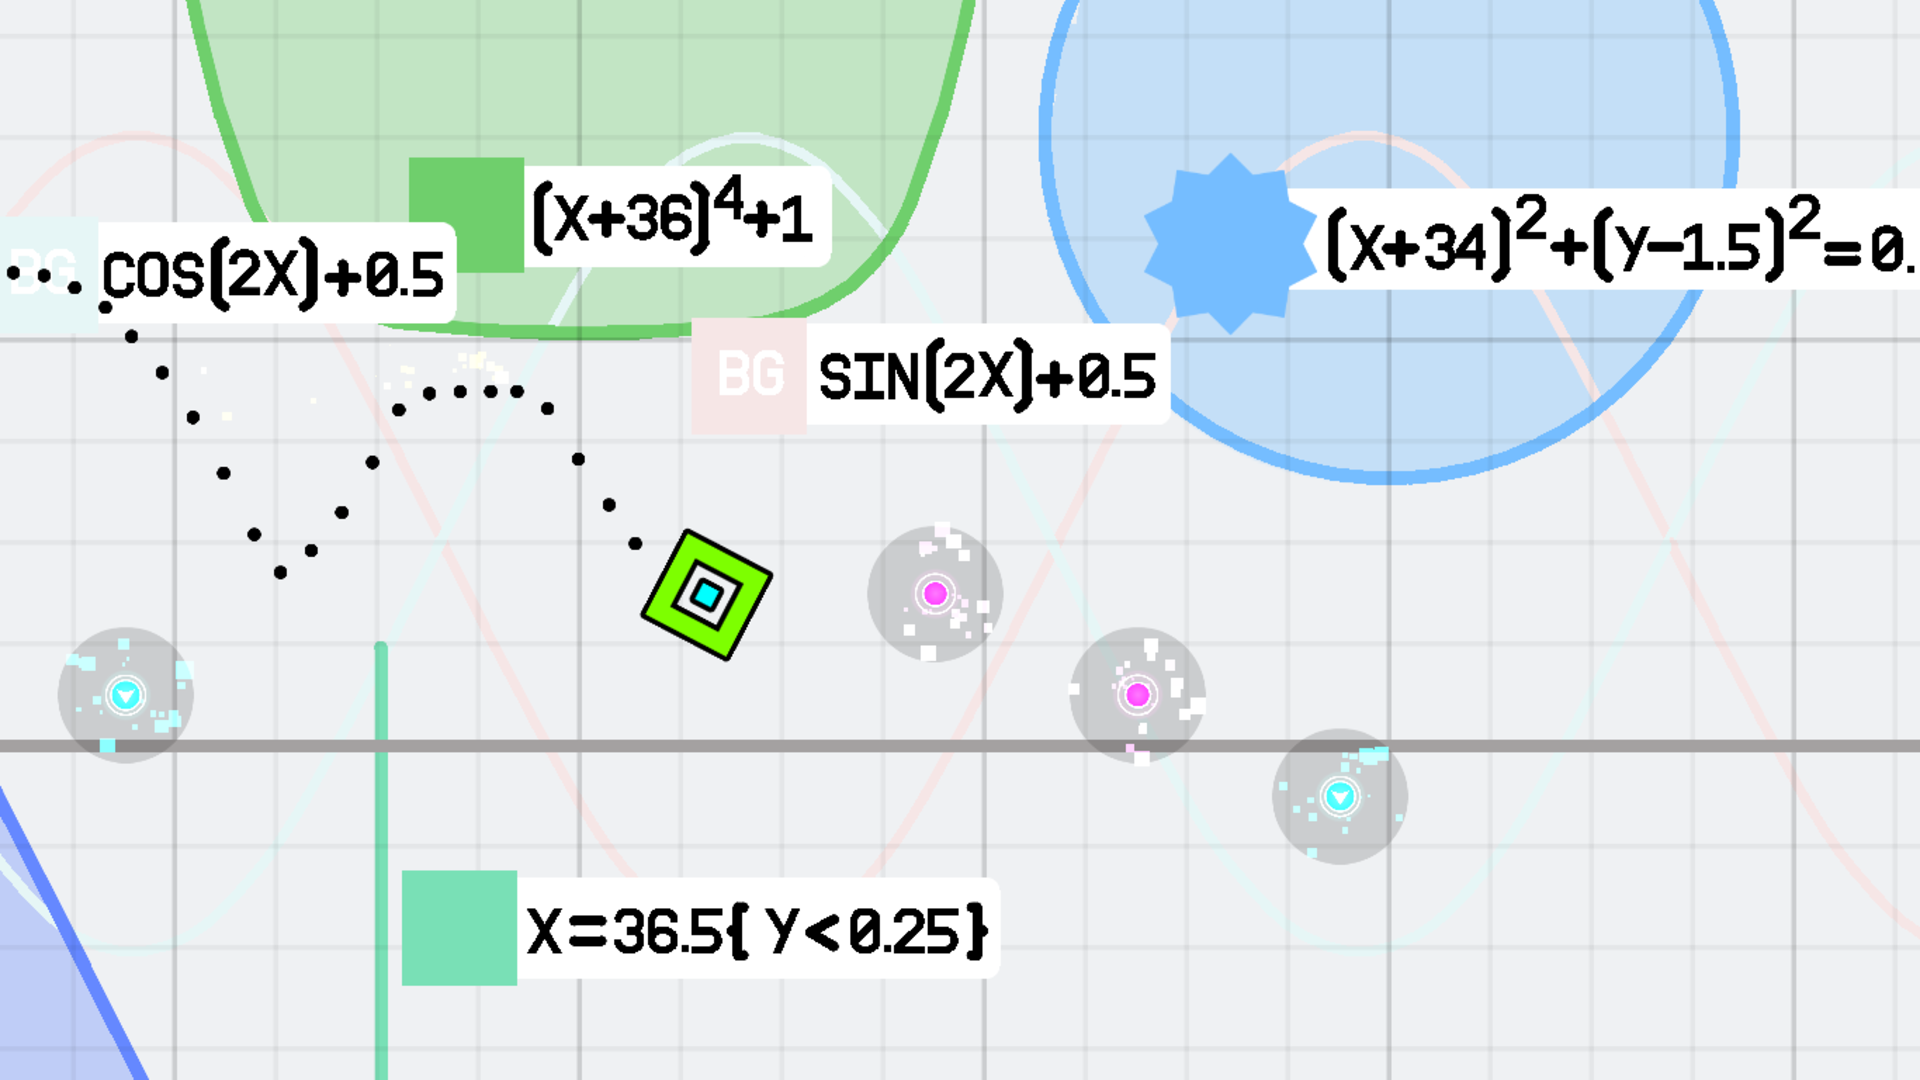 (X+36)⁴+1
BG COS(2X)+0.5
(X+34)²+(Y−1.5)²=0.
BG SIN(2X)+0.5
X=36.5{ Y<0.25}